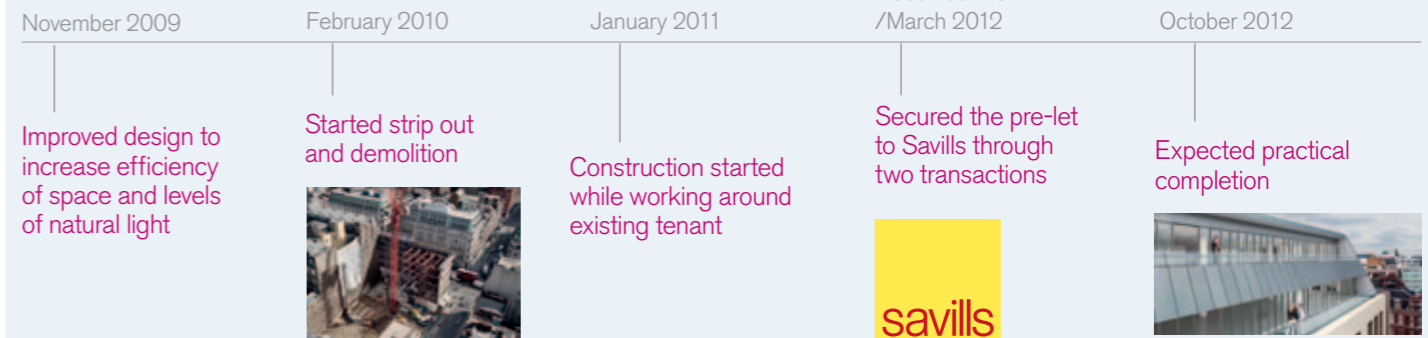 November 2009
Improved design to
increase efficiency
of space and levels
of natural light
February 2010
Started strip out
and demolition
January 2011
Construction started
while working around
existing tenant
/March 2012
Secured the pre-let
to Savills through
two transactions
savills
October 2012
Expected practical
completion